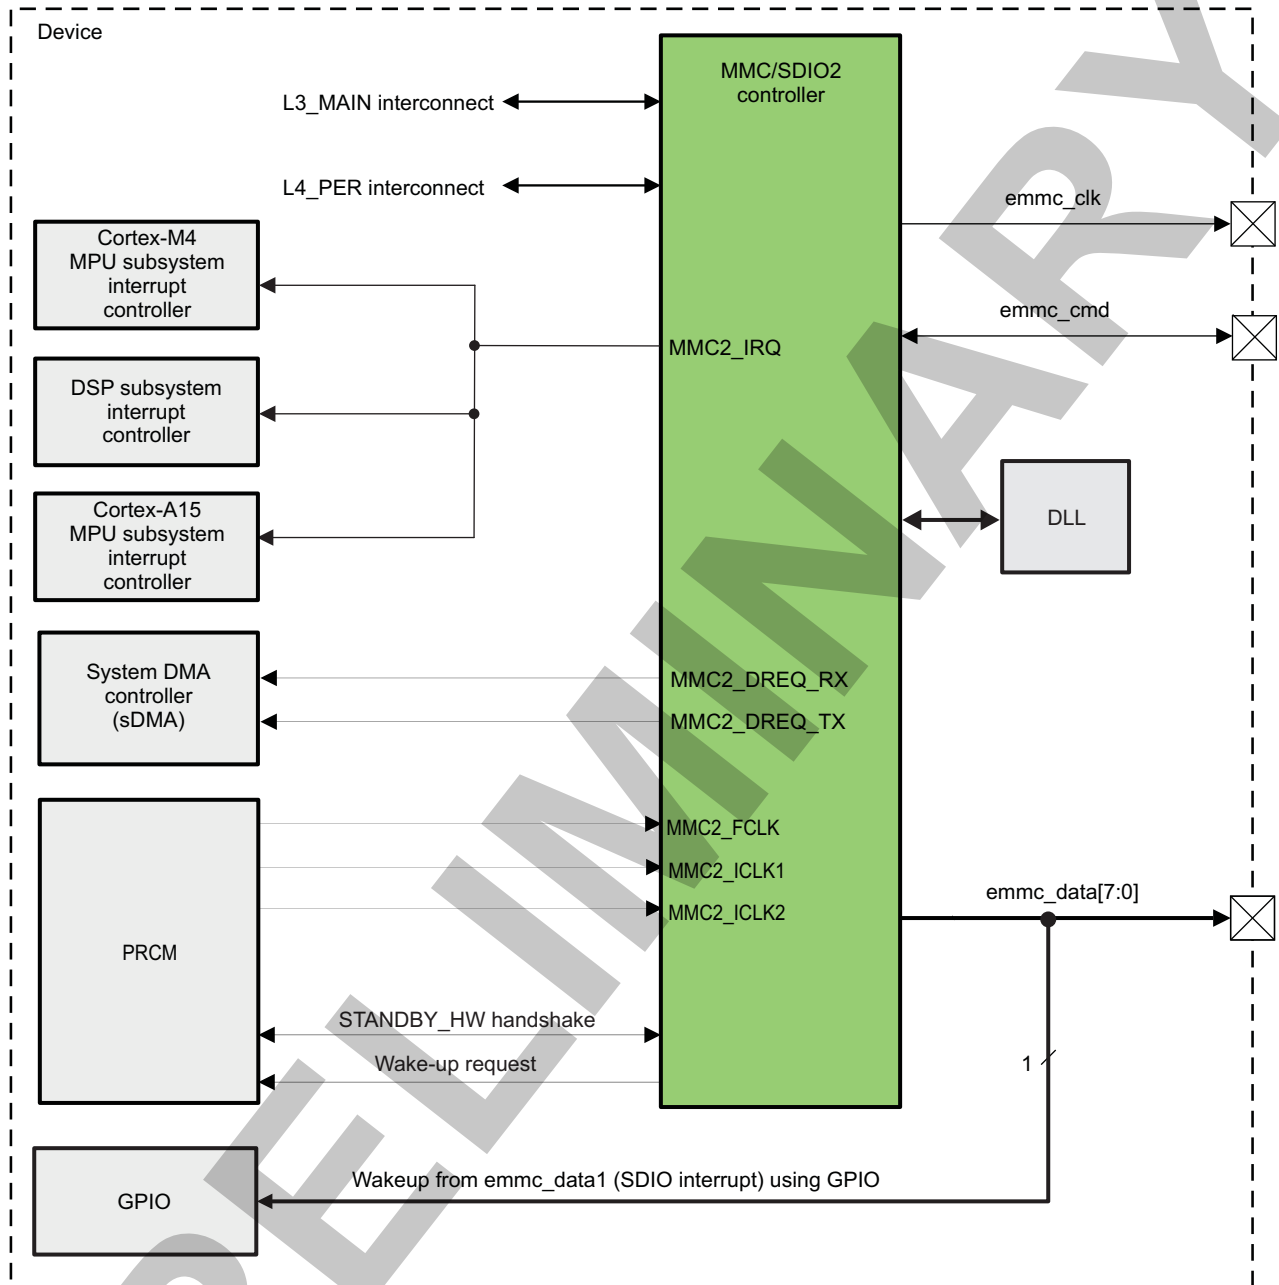 Device
MMC/SDIO2
controller
L3_MAIN interconnect
L4_PER interconnect
emmc_clk
Cortex-M4
MPU subsystem
interrupt
controller
emmc_cmd
MMC2_IRQ
DSP subsystem
interrupt
controller
Cortex-A15
MPU subsystem
interrupt
controller
DLL
System DMA
controller
(sDMA)
MMC2_DREQ_RX
MMC2_DREQ_TX
MMC2_FCLK
MMC2_ICLK1
MMC2_ICLK2
emmc_data[7:0]
PRCM
STANDBY_HW handshake
Wake-up request
1
Wakeup from emmc_data1 (SDIO interrupt) using GPIO
GPIO
PRELIMINARY